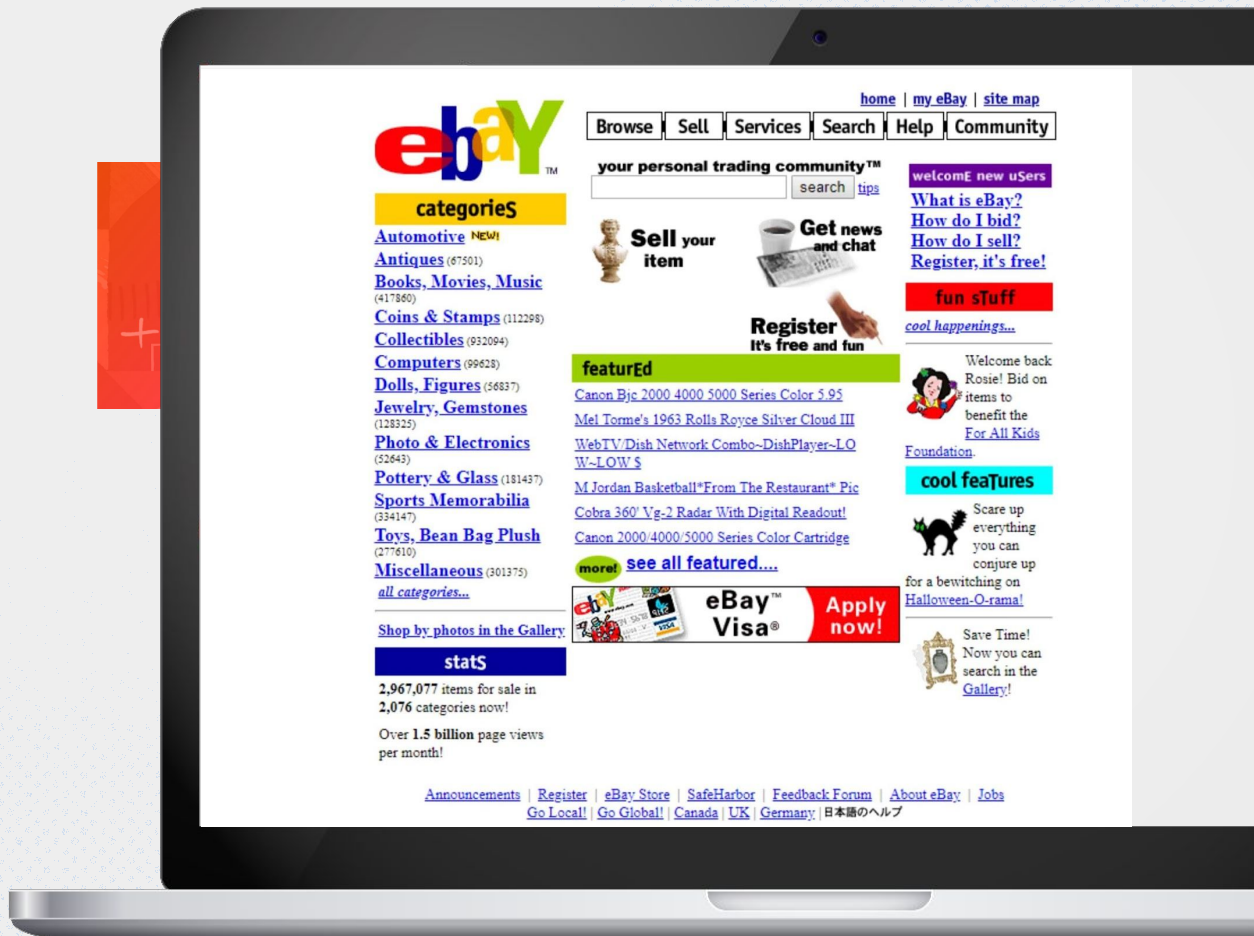 ebaY™
home | my eBay | site map
Browse Sell Services Search Help Community
your personal trading community™
search tips
categorieS
Automotive NEW!
Antiques (67501)
Books, Movies, Music
(417860)
Coins & Stamps (112298)
Collectibles (932094)
Computers (99628)
Dolls, Figures (56837)
Jewelry, Gemstones
(128325)
Photo & Electronics
(52643)
Pottery & Glass (181437)
Sports Memorabilia
(334147)
Toys, Bean Bag Plush
(277610)
Miscellaneous (301375)
all categories...
Shop by photos in the Gallery
statS
2,967,077 items for sale in
2,076 categories now!
Over 1.5 billion page views
per month!
Sell your
item
Get news
and chat
Register
It's free and fun
featurEd
Canon Bjc 2000 4000 5000 Series Color 5.95
Mel Torme's 1963 Rolls Royce Silver Cloud III
WebTV/Dish Network Combo~DishPlayer~LO
W~LOW $
M Jordan Basketball*From The Restaurant* Pic
Cobra 360' Vg-2 Radar With Digital Readout!
Canon 2000/4000/5000 Series Color Cartridge
more! see all featured....
ebaY
VISA
eBay™
Visa®
Apply
now!
welcomE new uSers
What is eBay?
How do I bid?
How do I sell?
Register, it's free!
fun sTuff
cool happenings...
Welcome back
Rosie! Bid on
items to
benefit the
For All Kids
Foundation.
cool feaTures
Scare up
everything
you can
conjure up
for a bewitching on
Halloween-O-rama!
Save Time!
Now you can
search in the
Gallery!
Announcements | Register | eBay Store | SafeHarbor | Feedback Forum | About eBay | Jobs
Go Local! | Go Global! | Canada | UK | Germany | 日本語のヘルプ